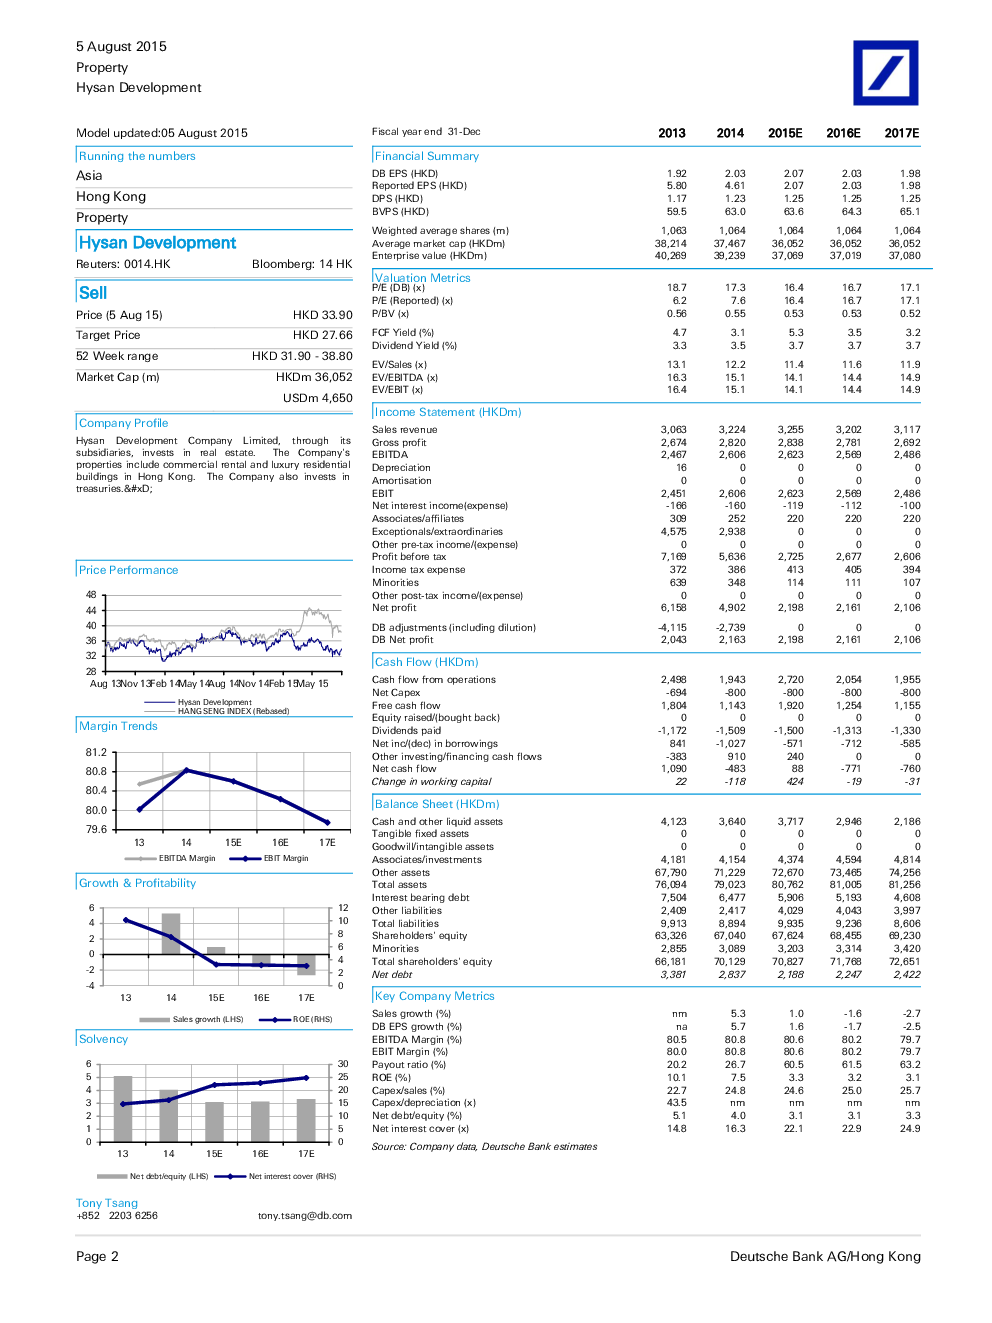 5 August 2015
Property
Hysan Development
Model updated:05 August 2015
Running the numbers
Asia
Hong Kong
Property
Hysan Development
Reuters: 0014.HK Bloomberg: 14 HK
Sell
Price (5 Aug 15) HKD 33.90
Target Price HKD 27.66
52 Week range HKD 31.90 - 38.80
Market Cap (m) HKDm 36,052
USDm 4,650
Company Profile
Hysan Development Company Limited, through its
subsidiaries, invests in real estate. The Company's
properties include commercial rental and luxury residential
buildings in Hong Kong. The Company also invests in
treasuries.&#xD;
Price Performance
48
44
40
36
32
28
Aug 13 Nov 13 Feb 14 May 14 Aug 14 Nov 14 Feb 15 May 15
Hysan Development
HANG SENG INDEX (Rebased)
Margin Trends
81.2
80.8
80.4
80.0
79.6
13 14 15E 16E 17E
EBITDA Margin EBIT Margin
Growth & Profitability
6 12
4 10
2 8
0 6
-2 4
-4 2
0
13 14 15E 16E 17E
Sales growth (LHS) ROE (RHS)
Solvency
6 30
5 25
4 20
3 15
2 10
1 5
0 0
13 14 15E 16E 17E
Net debt/equity (LHS) Net interest cover (RHS)
Tony Tsang
+852 2203 6256 tony.tsang@db.com
Fiscal year end 31-Dec 2013 2014 2015E 2016E 2017E
Financial Summary
DB EPS (HKD) 1.92 2.03 2.07 2.03 1.98
Reported EPS (HKD) 5.80 4.61 2.07 2.03 1.98
DPS (HKD) 1.17 1.23 1.25 1.25 1.25
BVPS (HKD) 59.5 63.0 63.6 64.3 65.1
Weighted average shares (m) 1,063 1,064 1,064 1,064 1,064
Average market cap (HKDm) 38,214 37,467 36,052 36,052 36,052
Enterprise value (HKDm) 40,269 39,239 37,069 37,019 37,080
Valuation Metrics
P/E (DB) (x) 18.7 17.3 16.4 16.7 17.1
P/E (Reported) (x) 6.2 7.6 16.4 16.7 17.1
P/BV (x) 0.56 0.55 0.53 0.53 0.52
FCF Yield (%) 4.7 3.1 5.3 3.5 3.2
Dividend Yield (%) 3.3 3.5 3.7 3.7 3.7
EV/Sales (x) 13.1 12.2 11.4 11.6 11.9
EV/EBITDA (x) 16.3 15.1 14.1 14.4 14.9
EV/EBIT (x) 16.4 15.1 14.1 14.4 14.9
Income Statement (HKDm)
Sales revenue 3,063 3,224 3,255 3,202 3,117
Gross profit 2,674 2,820 2,838 2,781 2,692
EBITDA 2,467 2,606 2,623 2,569 2,486
Depreciation 16 0 0 0 0
Amortisation 0 0 0 0 0
EBIT 2,451 2,606 2,623 2,569 2,486
Net interest income(expense) -166 -160 -119 -112 -100
Associates/affiliates 309 252 220 220 220
Exceptionals/extraordinaries 4,575 2,938 0 0 0
Other pre-tax income/(expense) 0 0 0 0 0
Profit before tax 7,169 5,636 2,725 2,677 2,606
Income tax expense 372 386 413 405 394
Minorities 639 348 114 111 107
Other post-tax income/(expense) 0 0 0 0 0
Net profit 6,158 4,902 2,198 2,161 2,106
DB adjustments (including dilution) -4,115 -2,739 0 0 0
DB Net profit 2,043 2,163 2,198 2,161 2,106
Cash Flow (HKDm)
Cash flow from operations 2,498 1,943 2,720 2,054 1,955
Net Capex -694 -800 -800 -800 -800
Free cash flow 1,804 1,143 1,920 1,254 1,155
Equity raised/(bought back) 0 0 0 0 0
Dividends paid -1,172 -1,509 -1,500 -1,313 -1,330
Net inc/(dec) in borrowings 841 -1,027 -571 -712 -585
Other investing/financing cash flows -383 910 240 0 0
Net cash flow 1,090 -483 88 -771 -760
Change in working capital 22 -118 424 -19 -31
Balance Sheet (HKDm)
Cash and other liquid assets 4,123 3,640 3,717 2,946 2,186
Tangible fixed assets 0 0 0 0 0
Goodwill/intangible assets 0 0 0 0 0
Associates/investments 4,181 4,154 4,374 4,594 4,814
Other assets 67,790 71,229 72,670 73,465 74,256
Total assets 76,094 79,023 80,762 81,005 81,256
Interest bearing debt 7,504 6,477 5,906 5,193 4,608
Other liabilities 2,409 2,417 4,029 4,043 3,997
Total liabilities 9,913 8,894 9,935 9,236 8,606
Shareholders' equity 63,326 67,040 67,624 68,455 69,230
Minorities 2,855 3,089 3,203 3,314 3,420
Total shareholders' equity 66,181 70,129 70,827 71,768 72,651
Net debt 3,381 2,837 2,188 2,247 2,422
Key Company Metrics
Sales growth (%) nm 5.3 1.0 -1.6 -2.7
DB EPS growth (%) na 5.7 1.6 -1.7 -2.5
EBITDA Margin (%) 80.5 80.8 80.6 80.2 79.7
EBIT Margin (%) 80.0 80.8 80.6 80.2 79.7
Payout ratio (%) 20.2 26.7 60.5 61.5 63.2
ROE (%) 10.1 7.5 3.3 3.2 3.1
Capex/sales (%) 22.7 24.8 24.6 25.0 25.7
Capex/depreciation (x) 43.5 nm nm nm nm
Net debt/equity (%) 5.1 4.0 3.1 3.1 3.3
Net interest cover (x) 14.8 16.3 22.1 22.9 24.9
Source: Company data, Deutsche Bank estimates
Page 2 Deutsche Bank AG/Hong Kong